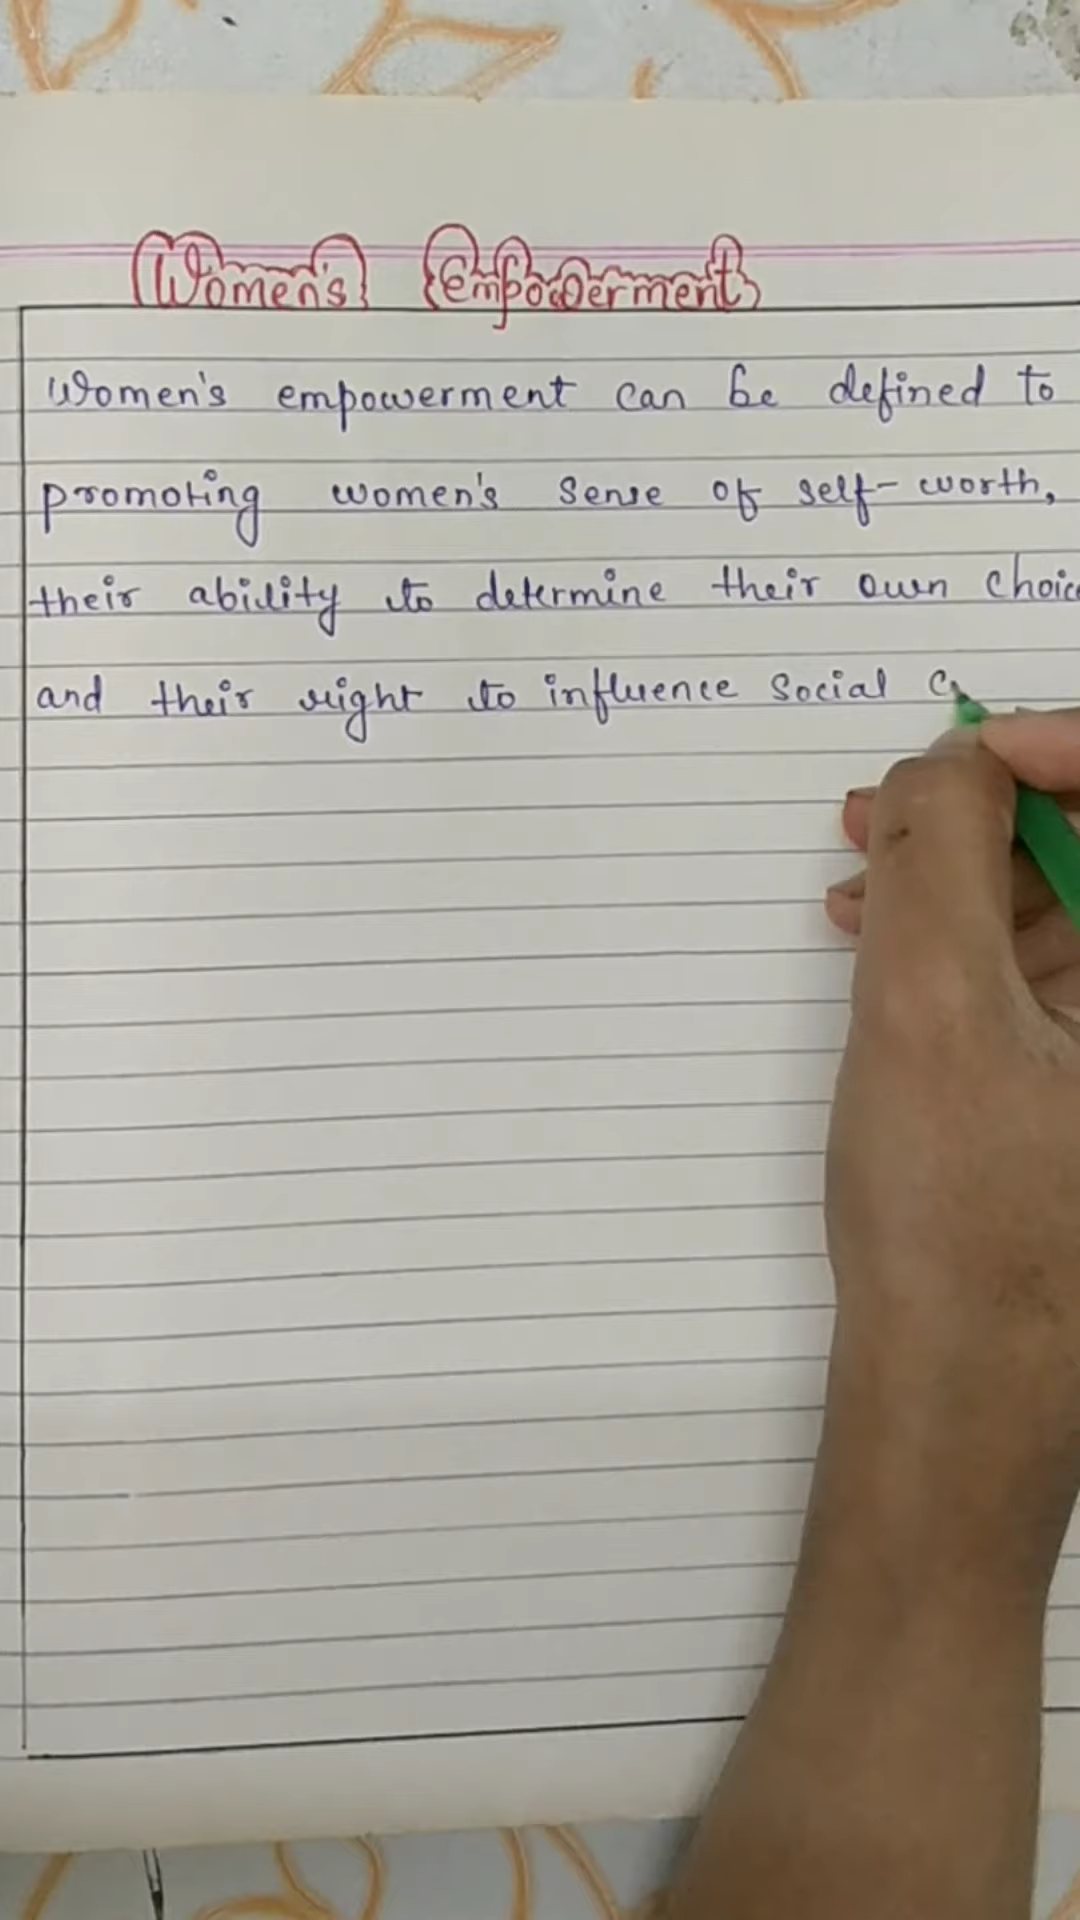 Women's Empowerment
Women's empowerment can be defined to
promoting women's sense of self-worth,
their ability to determine their own
and their right to influence social